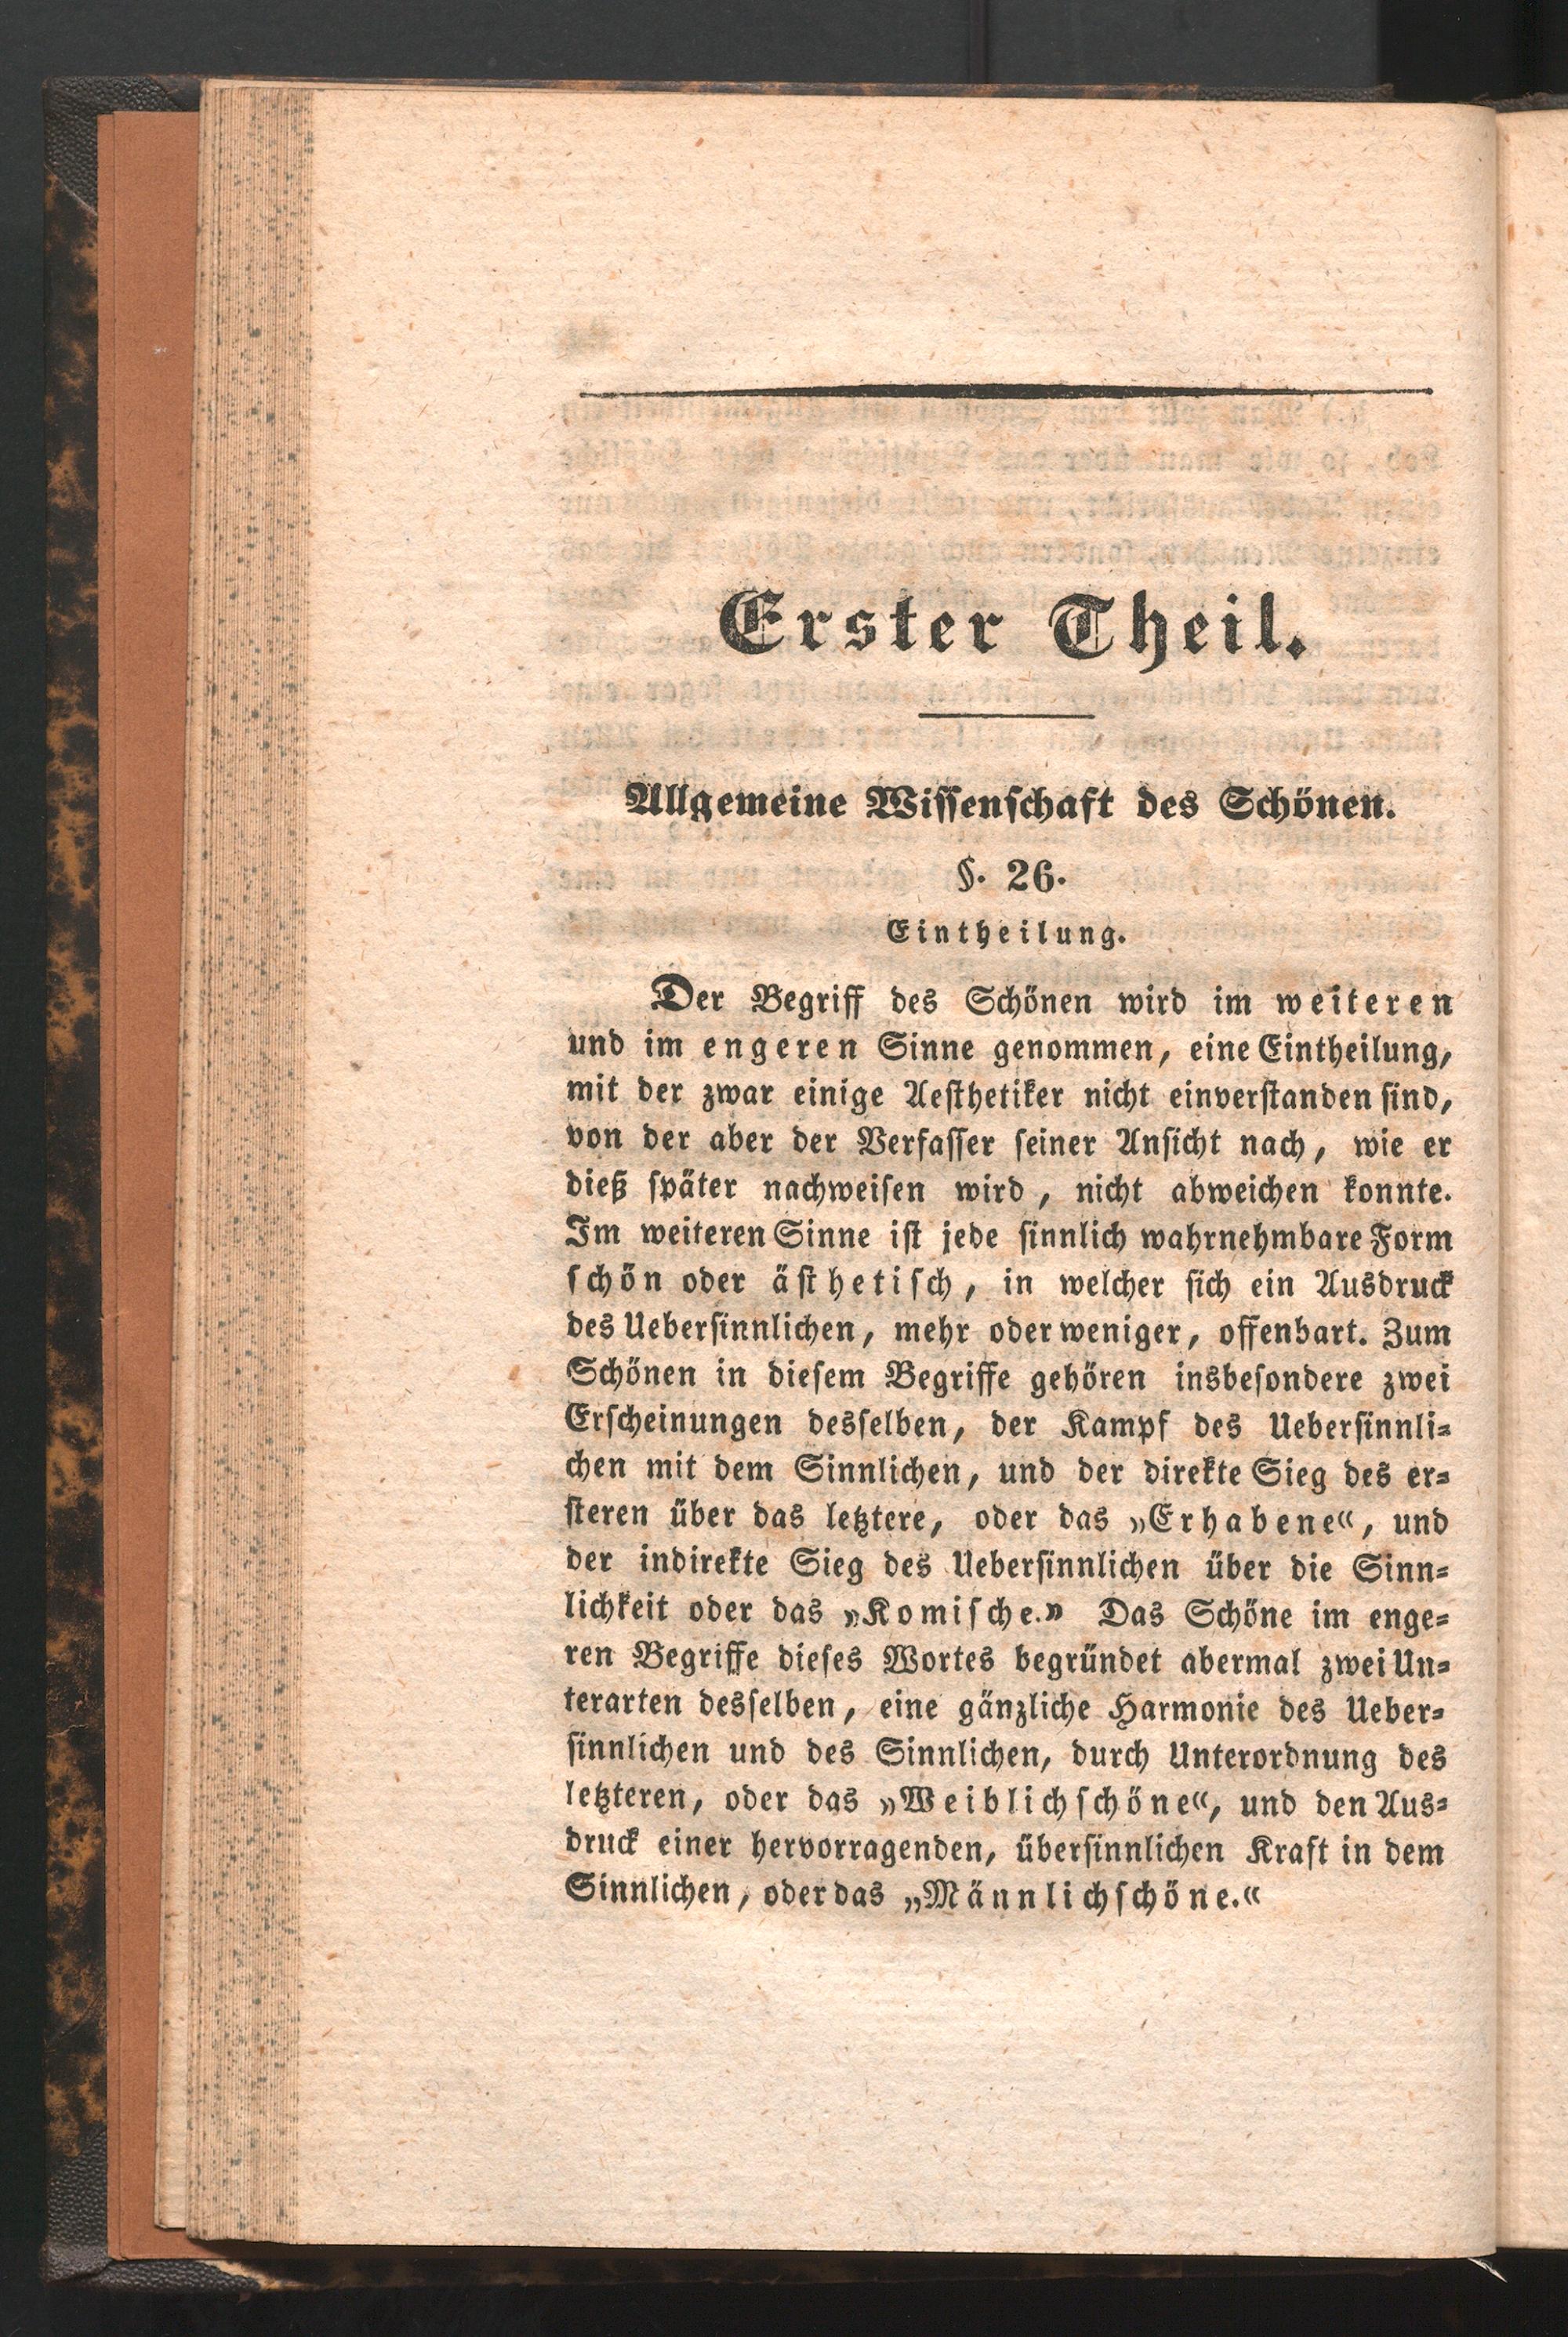 Erster Theil.
Allgemeine Wissenschaft des Schönen.
§. 26.
Eintheilung.
Der Begriff des Schönen wird im weiteren
und im engeren Sinne genommen, eine Eintheilung,
mit der zwar einige Aesthetiker nicht einverstanden sind,
von der aber der Verfasser seiner Ansicht nach, wie er
dieß später nachweisen wird, nicht abweichen konnte.
Im weiteren Sinne ist jede sinnlich wahrnehmbare Form
schön oder ästhetisch, in welcher sich ein Ausdruck
des Uebersinnlichen, mehr oder weniger, offenbart. Zum
Schönen in diesem Begriffe gehören insbesondere zwei
Erscheinungen desselben, der Kampf des Uebersinnli-
chen mit dem Sinnlichen, und der direkte Sieg des er-
steren über das letztere, oder das »Erhabene«, und
der indirekte Sieg des Uebersinnlichen über die Sinn-
lichkeit oder das »Komische.» Das Schöne im enge-
ren Begriffe dieses Wortes begründet abermal zwei Un-
terarten desselben, eine gänzliche Harmonie des Ueber-
sinnlichen und des Sinnlichen, durch Unterordnung des
letzteren, oder das »Weiblichschöne«, und den Aus-
druck einer hervorragenden, übersinnlichen Kraft in dem
Sinnlichen, oder das „Männlichschöne.“